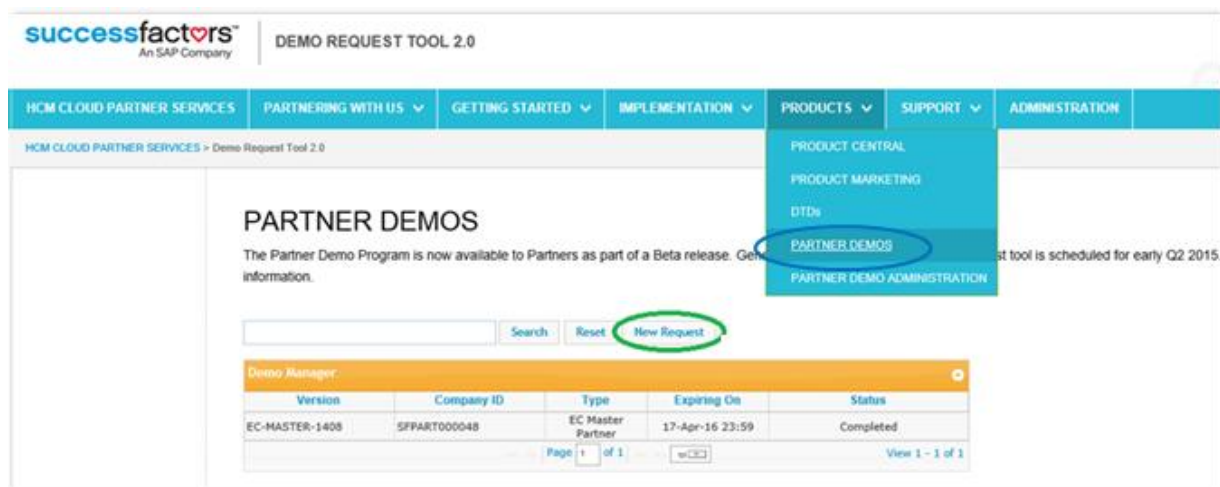 successfactors™
An SAP Company
DEMO REQUEST TOOL 2.0
HCM CLOUD PARTNER SERVICES
PARTNERING WITH US
GETTING STARTED
IMPLEMENTATION
PRODUCTS
SUPPORT
ADMINISTRATION
HCM CLOUD PARTNER SERVICES > Demo Request Tool 2.0
PRODUCT CENTRAL
PRODUCT MARKETING
DTDs
PARTNER DEMOS
PARTNER DEMO ADMINISTRATION
PARTNER DEMOS
The Partner Demo Program is now available to Partners as part of a Beta release. st tool is scheduled for early Q2 2015.
information.
Search Reset New Request
Demo Manager
Version Company ID Type Expiring On Status
EC-MASTER-1408 SFPART000048 EC Master Partner 17-Apr-16 23:59 Completed
Page 1 of 1 View 1 - 1 of 1